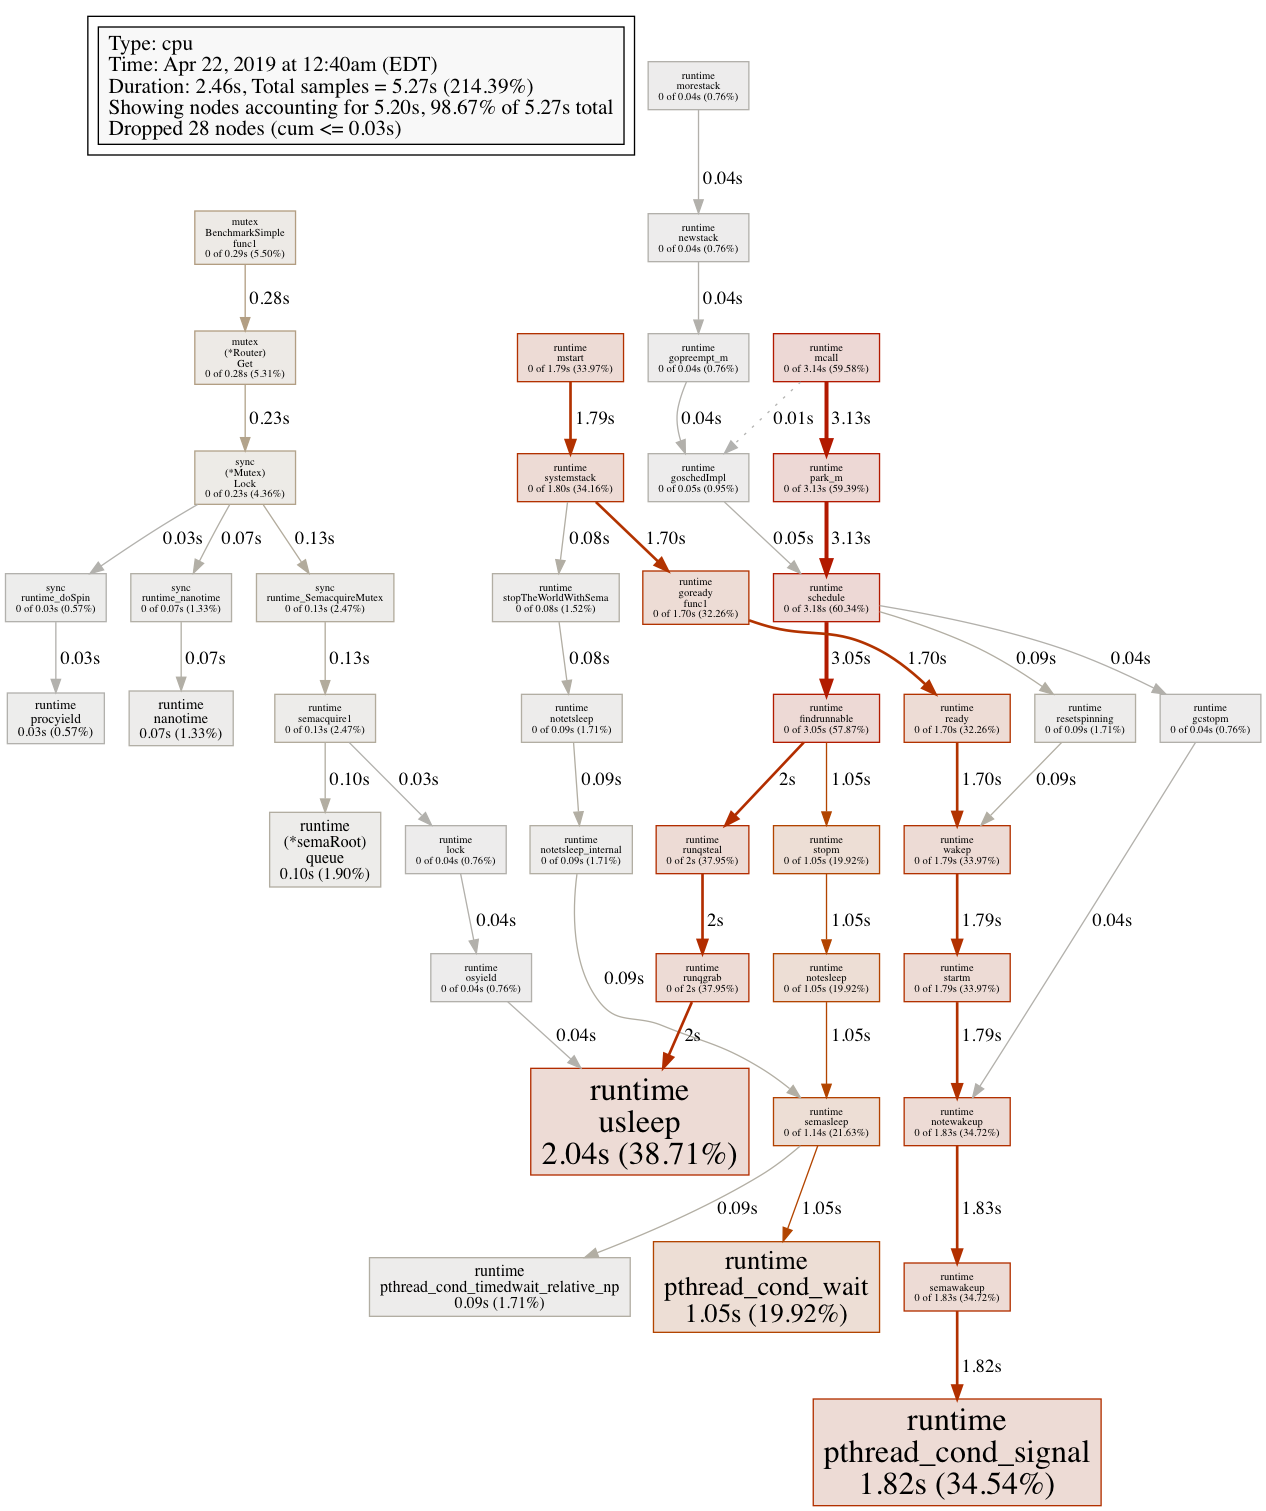 Type: cpu
Time: Apr 22, 2019 at 12:40am (EDT)
Duration: 2.46s, Total samples = 5.27s (214.39%)
Showing nodes accounting for 5.20s, 98.67% of 5.27s total
Dropped 28 nodes (cum <= 0.03s)
runtime
morestack
0 of 0.04s (0.76%)
0.04s
mutex
BenchmarkSimple
func1
0 of 0.29s (5.50%)
runtime
newstack
0 of 0.04s (0.76%)
0.28s
0.04s
mutex
(*Router)
Get
0 of 0.28s (5.31%)
runtime
mstart
0 of 1.79s (33.97%)
runtime
gopreempt_m
0 of 0.04s (0.76%)
runtime
mcall
0 of 3.14s (59.58%)
0.23s
1.79s
0.04s
0.01s
3.13s
sync
(*Mutex)
Lock
0 of 0.23s (4.36%)
runtime
systemstack
0 of 1.80s (34.16%)
runtime
goschedImpl
0 of 0.05s (0.95%)
runtime
park_m
0 of 3.13s (59.39%)
0.03s
0.07s
0.13s
0.08s
1.70s
0.05s
3.13s
sync
runtime_doSpin
0 of 0.03s (0.57%)
sync
runtime_nanotime
0 of 0.07s (1.33%)
sync
runtime_SemacquireMutex
0 of 0.13s (2.47%)
runtime
stopTheWorldWithSema
0 of 0.08s (1.52%)
runtime
goready
func1
0 of 1.70s (32.26%)
runtime
schedule
0 of 3.18s (60.34%)
0.03s
0.07s
0.13s
0.08s
3.05s
1.70s
0.09s
0.04s
runtime
procyield
0.03s (0.57%)
runtime
nanotime
0.07s (1.33%)
runtime
semacquire1
0 of 0.13s (2.47%)
runtime
notetsleep
0 of 0.09s (1.71%)
runtime
findrunnable
0 of 3.05s (57.87%)
runtime
ready
0 of 1.70s (32.26%)
runtime
resetspinning
0 of 0.09s (1.71%)
runtime
gcstopm
0 of 0.04s (0.76%)
0.10s
0.03s
0.09s
2s
1.05s
1.70s
0.09s
runtime
(*semaRoot)
queue
0.10s (1.90%)
runtime
lock
0 of 0.04s (0.76%)
runtime
notetsleep_internal
0 of 0.09s (1.71%)
runtime
runqsteal
0 of 2s (37.95%)
runtime
stopm
0 of 1.05s (19.92%)
runtime
wakep
0 of 1.79s (33.97%)
0.04s
2s
1.05s
1.79s
0.04s
runtime
osyield
0 of 0.04s (0.76%)
0.09s
runtime
runqgrab
0 of 2s (37.95%)
runtime
notesleep
0 of 1.05s (19.92%)
runtime
startm
0 of 1.79s (33.97%)
0.04s
2s
1.05s
1.79s
runtime
usleep
2.04s (38.71%)
runtime
semasleep
0 of 1.14s (21.63%)
runtime
notewakeup
0 of 1.83s (34.72%)
0.09s
1.05s
1.83s
runtime
pthread_cond_timedwait_relative_np
0.09s (1.71%)
runtime
pthread_cond_wait
1.05s (19.92%)
runtime
semawakeup
0 of 1.83s (34.72%)
1.82s
runtime
pthread_cond_signal
1.82s (34.54%)